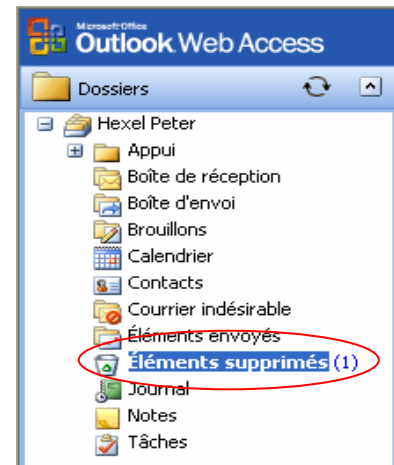 Microsoft Office
Outlook Web Access
Dossiers
Hexel Peter
Appui
Boîte de réception
Boîte d'envoi
Brouillons
Calendrier
Contacts
Courrier indésirable
Éléments envoyés
Éléments supprimés (1)
Journal
Notes
Tâches